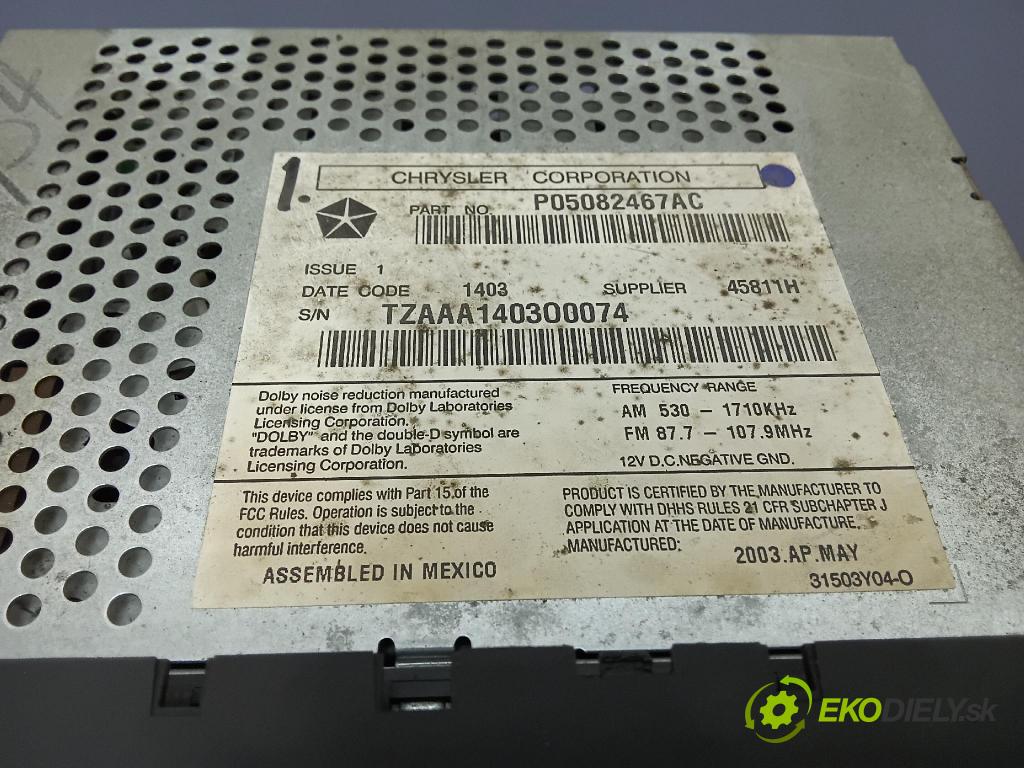 1.
CHRYSLER CORPORATION
PART NO. P05082467AC
ISSUE 1
DATE CODE 1403 SUPPLIER 45811H
S/N TZAAA140300074
Dolby noise reduction manufactured
under license from Dolby Laboratories
Licensing Corporation.
"DOLBY" and the double-D symbol are
trademarks of Dolby Laboratories
Licensing Corporation.
FREQUENCY RANGE
AM 530 - 1710KHz
FM 87.7 - 107.9MHz
12V D.C.NEGATIVE GND.
This device complies with Part 15.of the
FCC Rules. Operation is subject to the
condition that this device does not cause
harmful interference.
ASSEMBLED IN MEXICO
PRODUCT IS CERTIFIED BY THE MANUFACTURER TO
COMPLY WITH DHHS RULES 21 CFR SUBCHAPTER J
APPLICATION AT THE DATE OF MANUFACTURE.
MANUFACTURED: 2003.AP.MAY
31503Y04-O
EKODIELY.sk